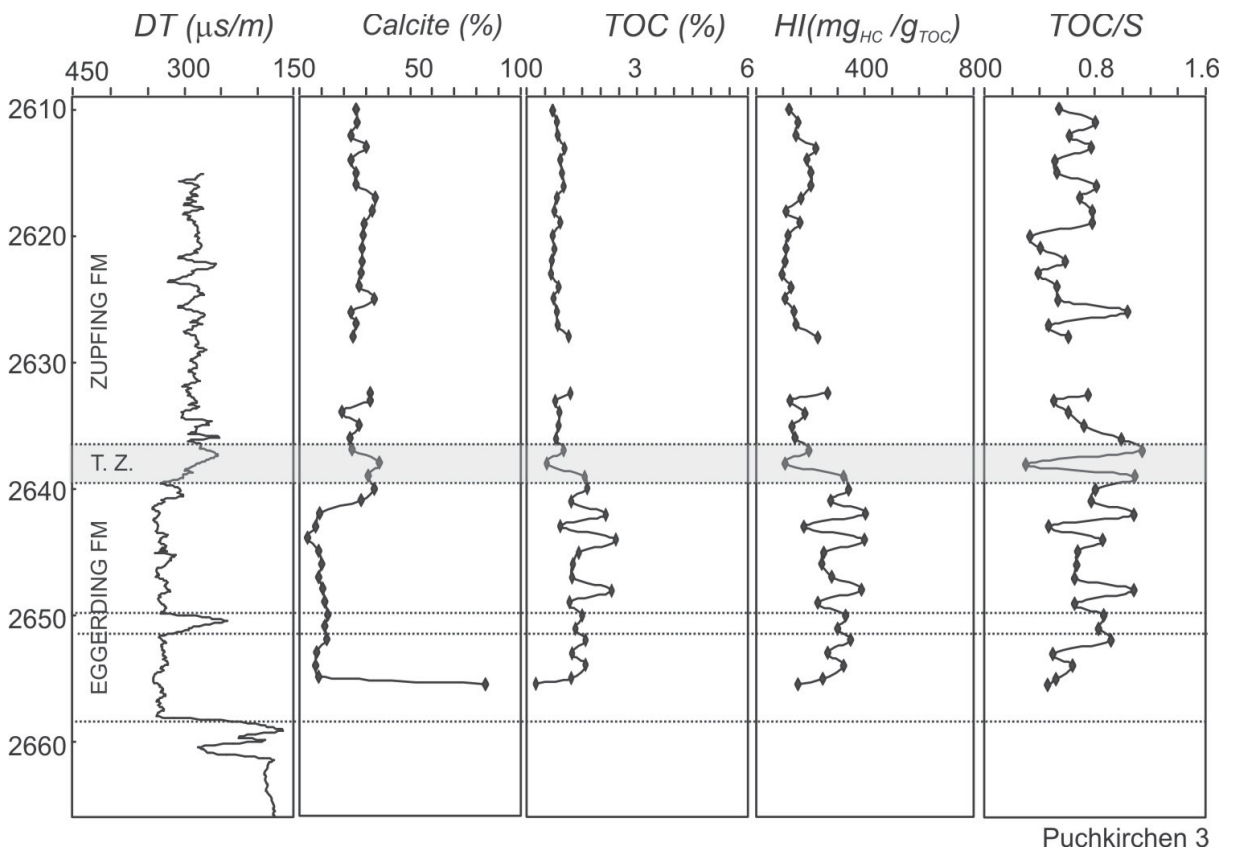 DT (μs/m) Calcite (%) TOC (%) HI(mgHC /gTOC) TOC/S
450 300 150 50 100 3 6 400 800 0.8 1.6
2610
2620
2630
2640
2650
2660
ZUPFING FM
T. Z.
EGGERDING FM
Puchkirchen 3